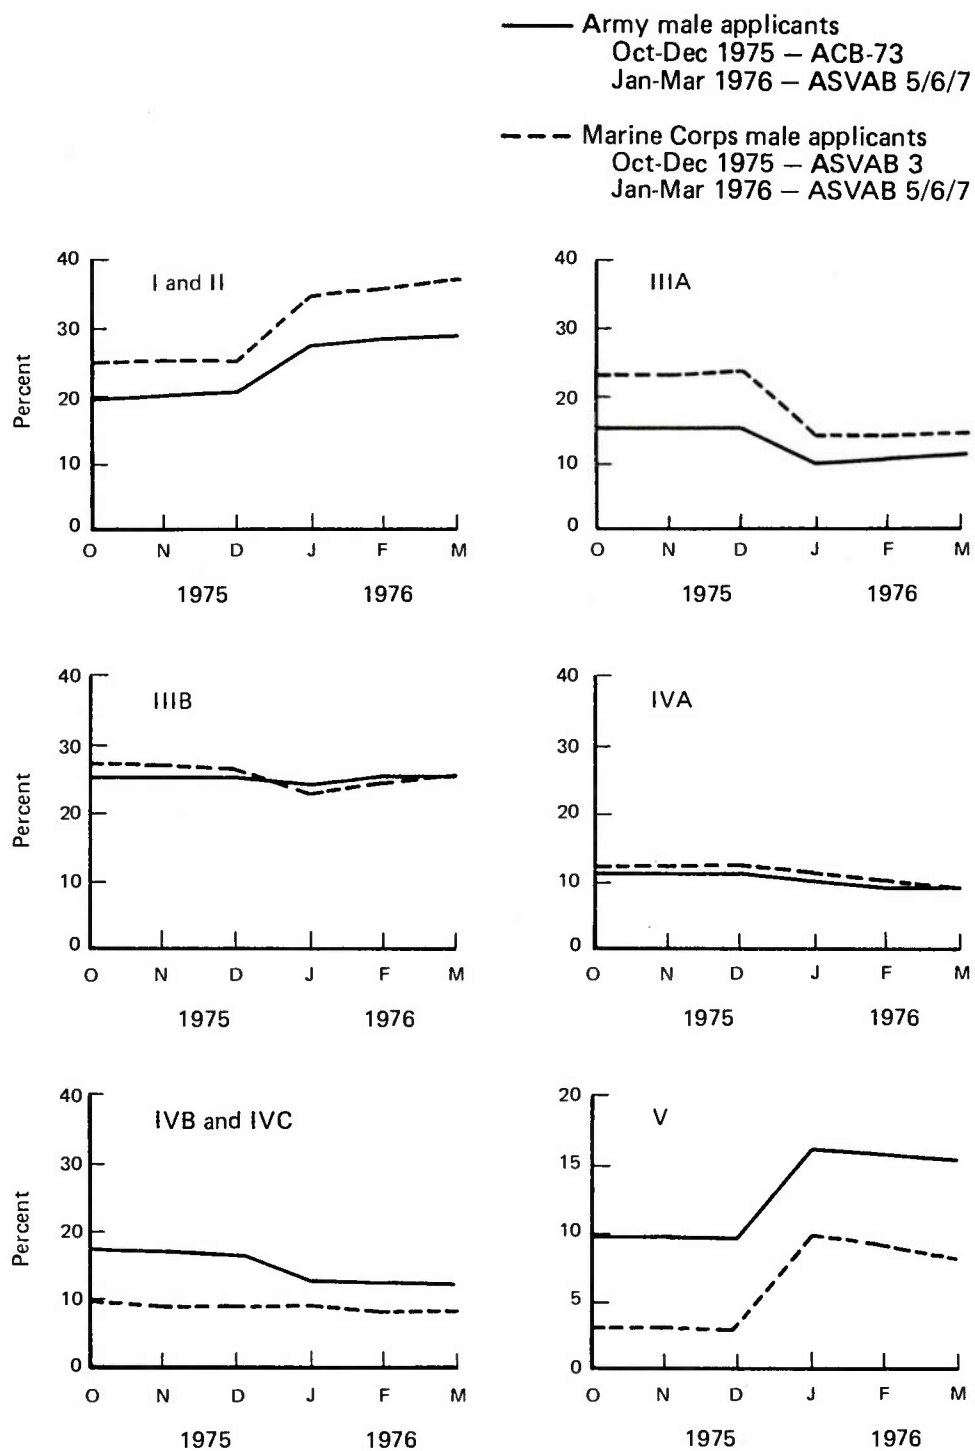 Army male applicants
Oct-Dec 1975 — ACB-73
Jan-Mar 1976 — ASVAB 5/6/7
Marine Corps male applicants
Oct-Dec 1975 — ASVAB 3
Jan-Mar 1976 — ASVAB 5/6/7
I and II
Percent
40
30
20
10
0
O N D J F M
1975 1976
IIIA
40
30
20
10
0
O N D J F M
1975 1976
IIIB
Percent
40
30
20
10
0
O N D J F M
1975 1976
IVA
40
30
20
10
0
O N D J F M
1975 1976
IVB and IVC
Percent
40
30
20
10
0
O N D J F M
1975 1976
V
20
15
10
5
0
O N D J F M
1975 1976